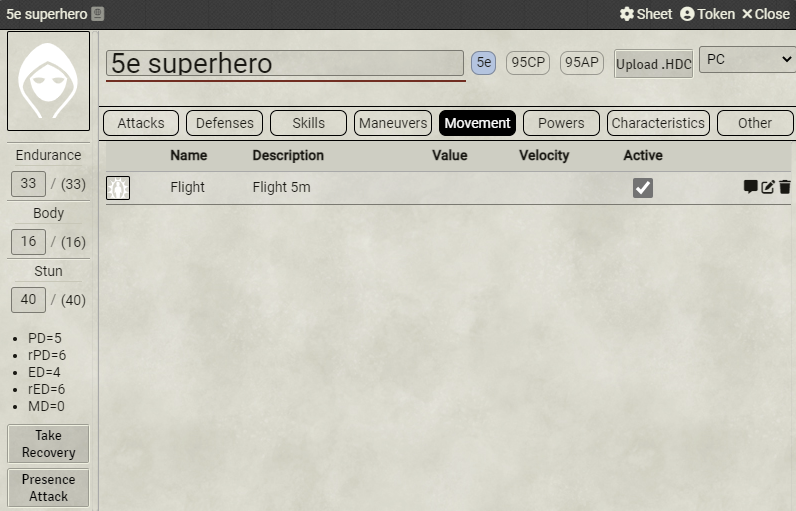 5e superhero
Sheet Token Close
5e superhero 5e 95CP 95AP Upload .HDC PC
Attacks Defenses Skills Maneuvers Movement Powers Characteristics Other
Name Description Value Velocity Active
Flight Flight 5m
Endurance
33 / (33)
Body
16 / (16)
Stun
40 / (40)
PD=5
rPD=6
ED=4
rED=6
MD=0
Take
Recovery
Presence
Attack